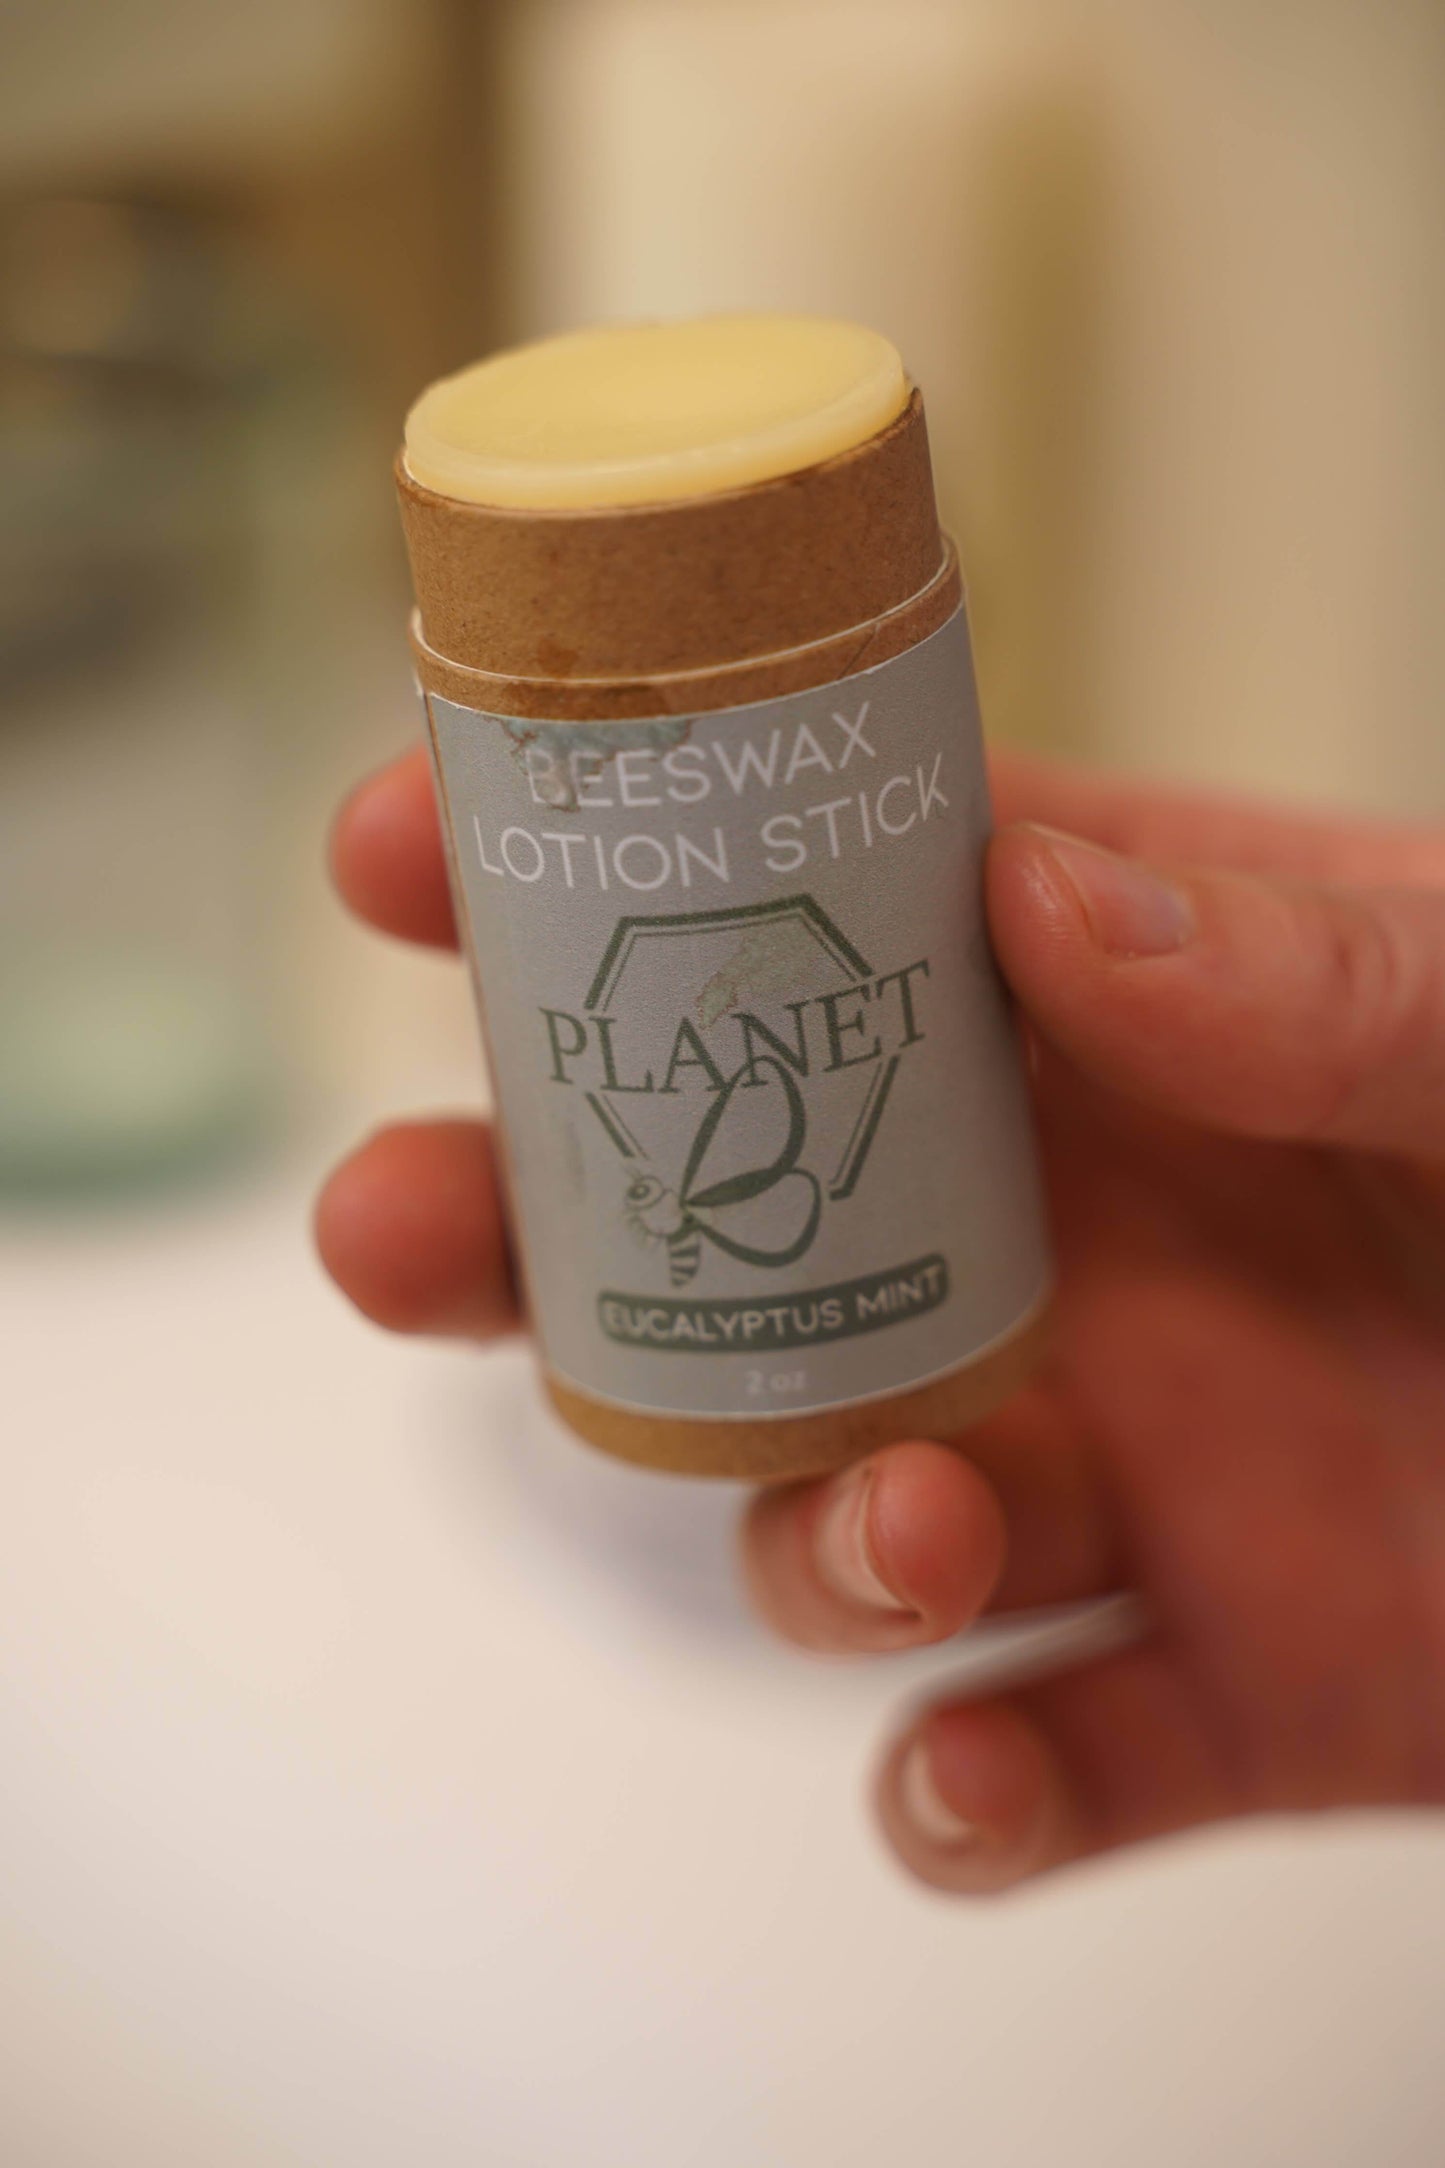 BEESWAX
LOTION STICK
PLANET
EUCALYPTUS MINT
2 oz